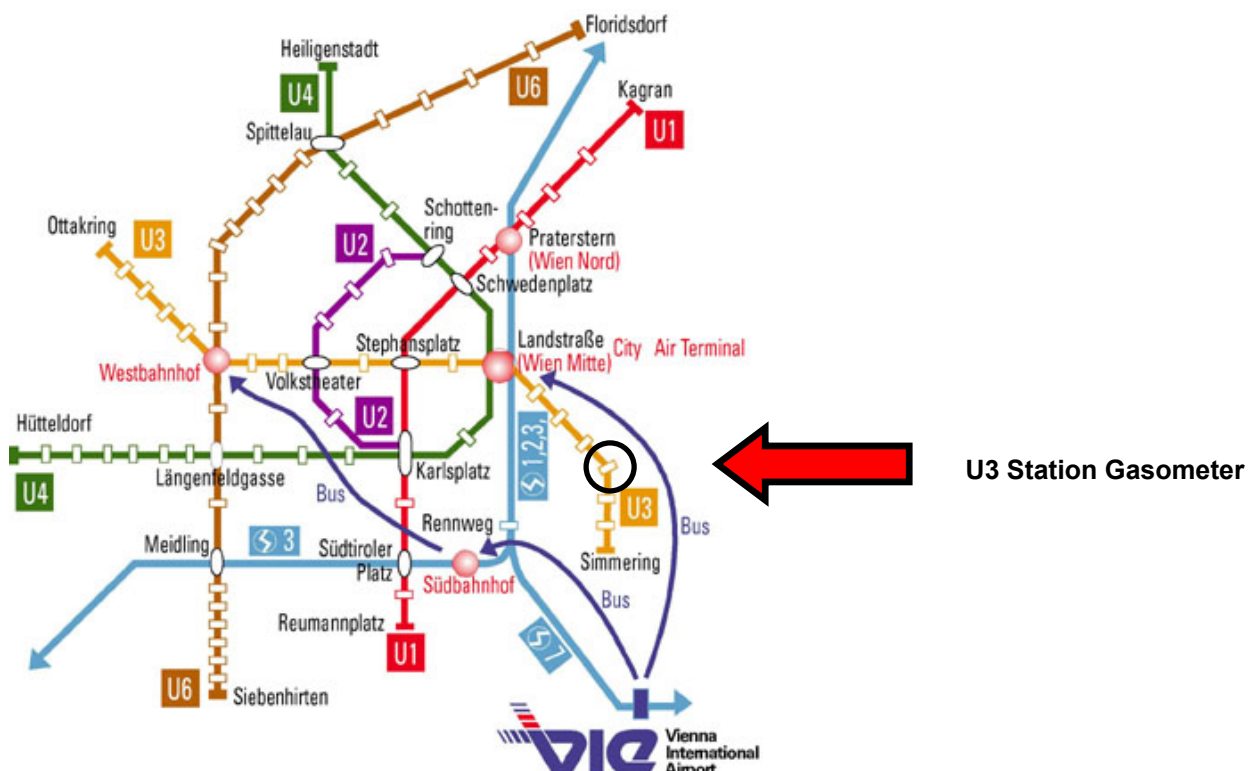 Floridsdorf
Heiligenstadt
U4
U6
Kagran
U1
Spittelau
Ottakring
U3
Schotten-
ring
U2
Praterstern
(Wien Nord)
Schwedenplatz
Stephansplatz
Landstraße
(Wien Mitte)
City Air Terminal
Westbahnhof
Volkstheater
U2
Hütteldorf
U4
Längenfeldgasse
Karlsplatz
1,2,3,
U3 Station Gasometer
Bus
Rennweg
U3
Bus
Meidling
3
Südtiroler
Platz
Südbahnhof
Simmering
Bus
Reumannplatz
U1
7
U6
Siebenhirten
VIE
Vienna
International
Airport